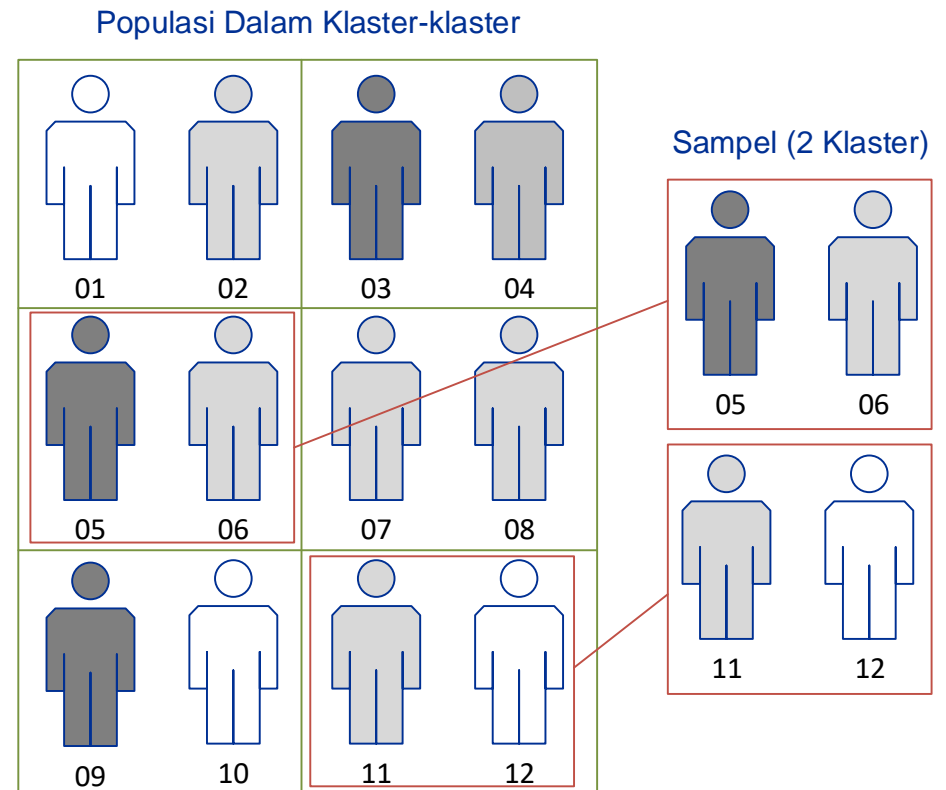 Populasi Dalam Klaster-klaster
01 02 03 04
05 06 07 08
09 10 11 12
Sampel (2 Klaster)
05 06
11 12